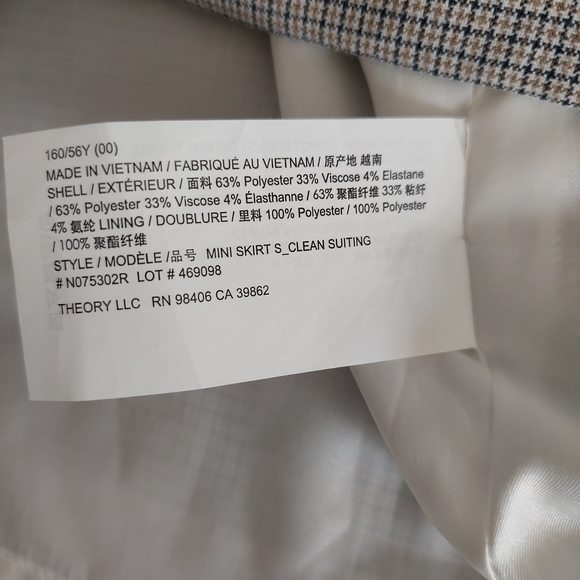 160/56Y (00)
MADE IN VIETNAM / FABRIQUÉ AU VIETNAM / 原产地 越南
SHELL / EXTÉRIEUR / 面料 63% Polyester 33% Viscose 4% Elastane
/ 63% Polyester 33% Viscose 4% Élasthanne / 63% 聚酯纤维 33% 粘纤
4% 氨纶 LINING / DOUBLURE / 里料 100% Polyester / 100% Polyester
/ 100% 聚酯纤维
STYLE / MODÈLE /品号 MINI SKIRT S_CLEAN SUITING
# N075302R LOT # 469098
THEORY LLC RN 98406 CA 39862